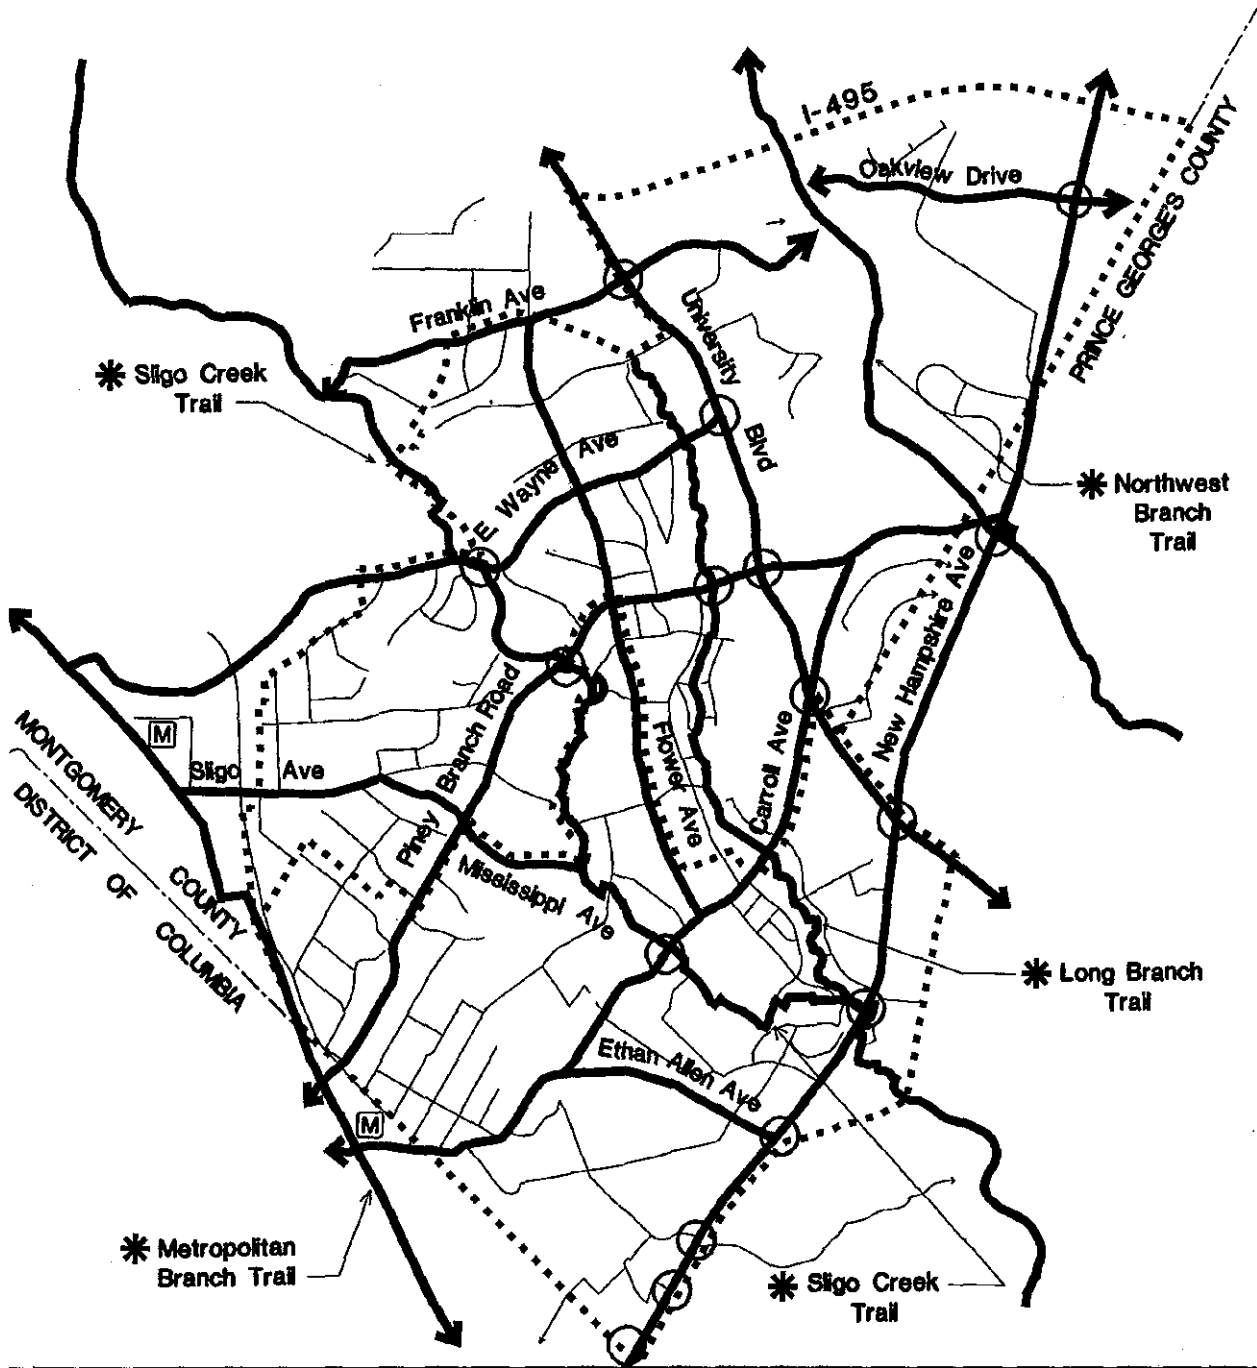 I-495
Oakview Drive
PRINCE GEORGE'S COUNTY
Franklin Ave
University
Blvd
✱ Sligo Creek
Trail
E Wayne Ave
✱ Northwest
Branch
Trail
New Hampshire Ave
Piney Branch Road
M
Sligo Ave
Flower Ave
Carroll Ave
MONTGOMERY COUNTY
DISTRICT OF COLUMBIA
Mississippi Ave
✱ Long Branch
Trail
Ethan Allen Ave
M
✱ Metropolitan
Branch Trail
✱ Sligo Creek
Trail